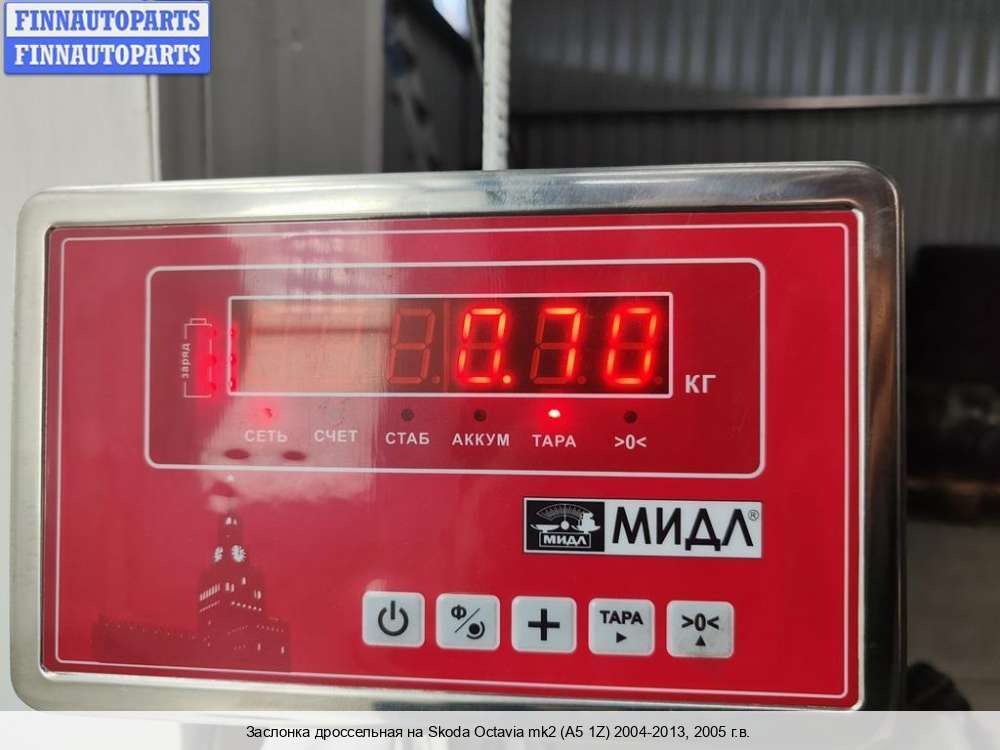 FINNAUTOPARTS
FINNAUTOPARTS
заряд
0.70
КГ
СЕТЬ СЧЕТ СТАБ АККУМ ТАРА >0<
МИДЛ МИДЛ®
Ф/ + ТАРА >0<
Заслонка дроссельная на Skoda Octavia mk2 (A5 1Z) 2004-2013, 2005 г.в.